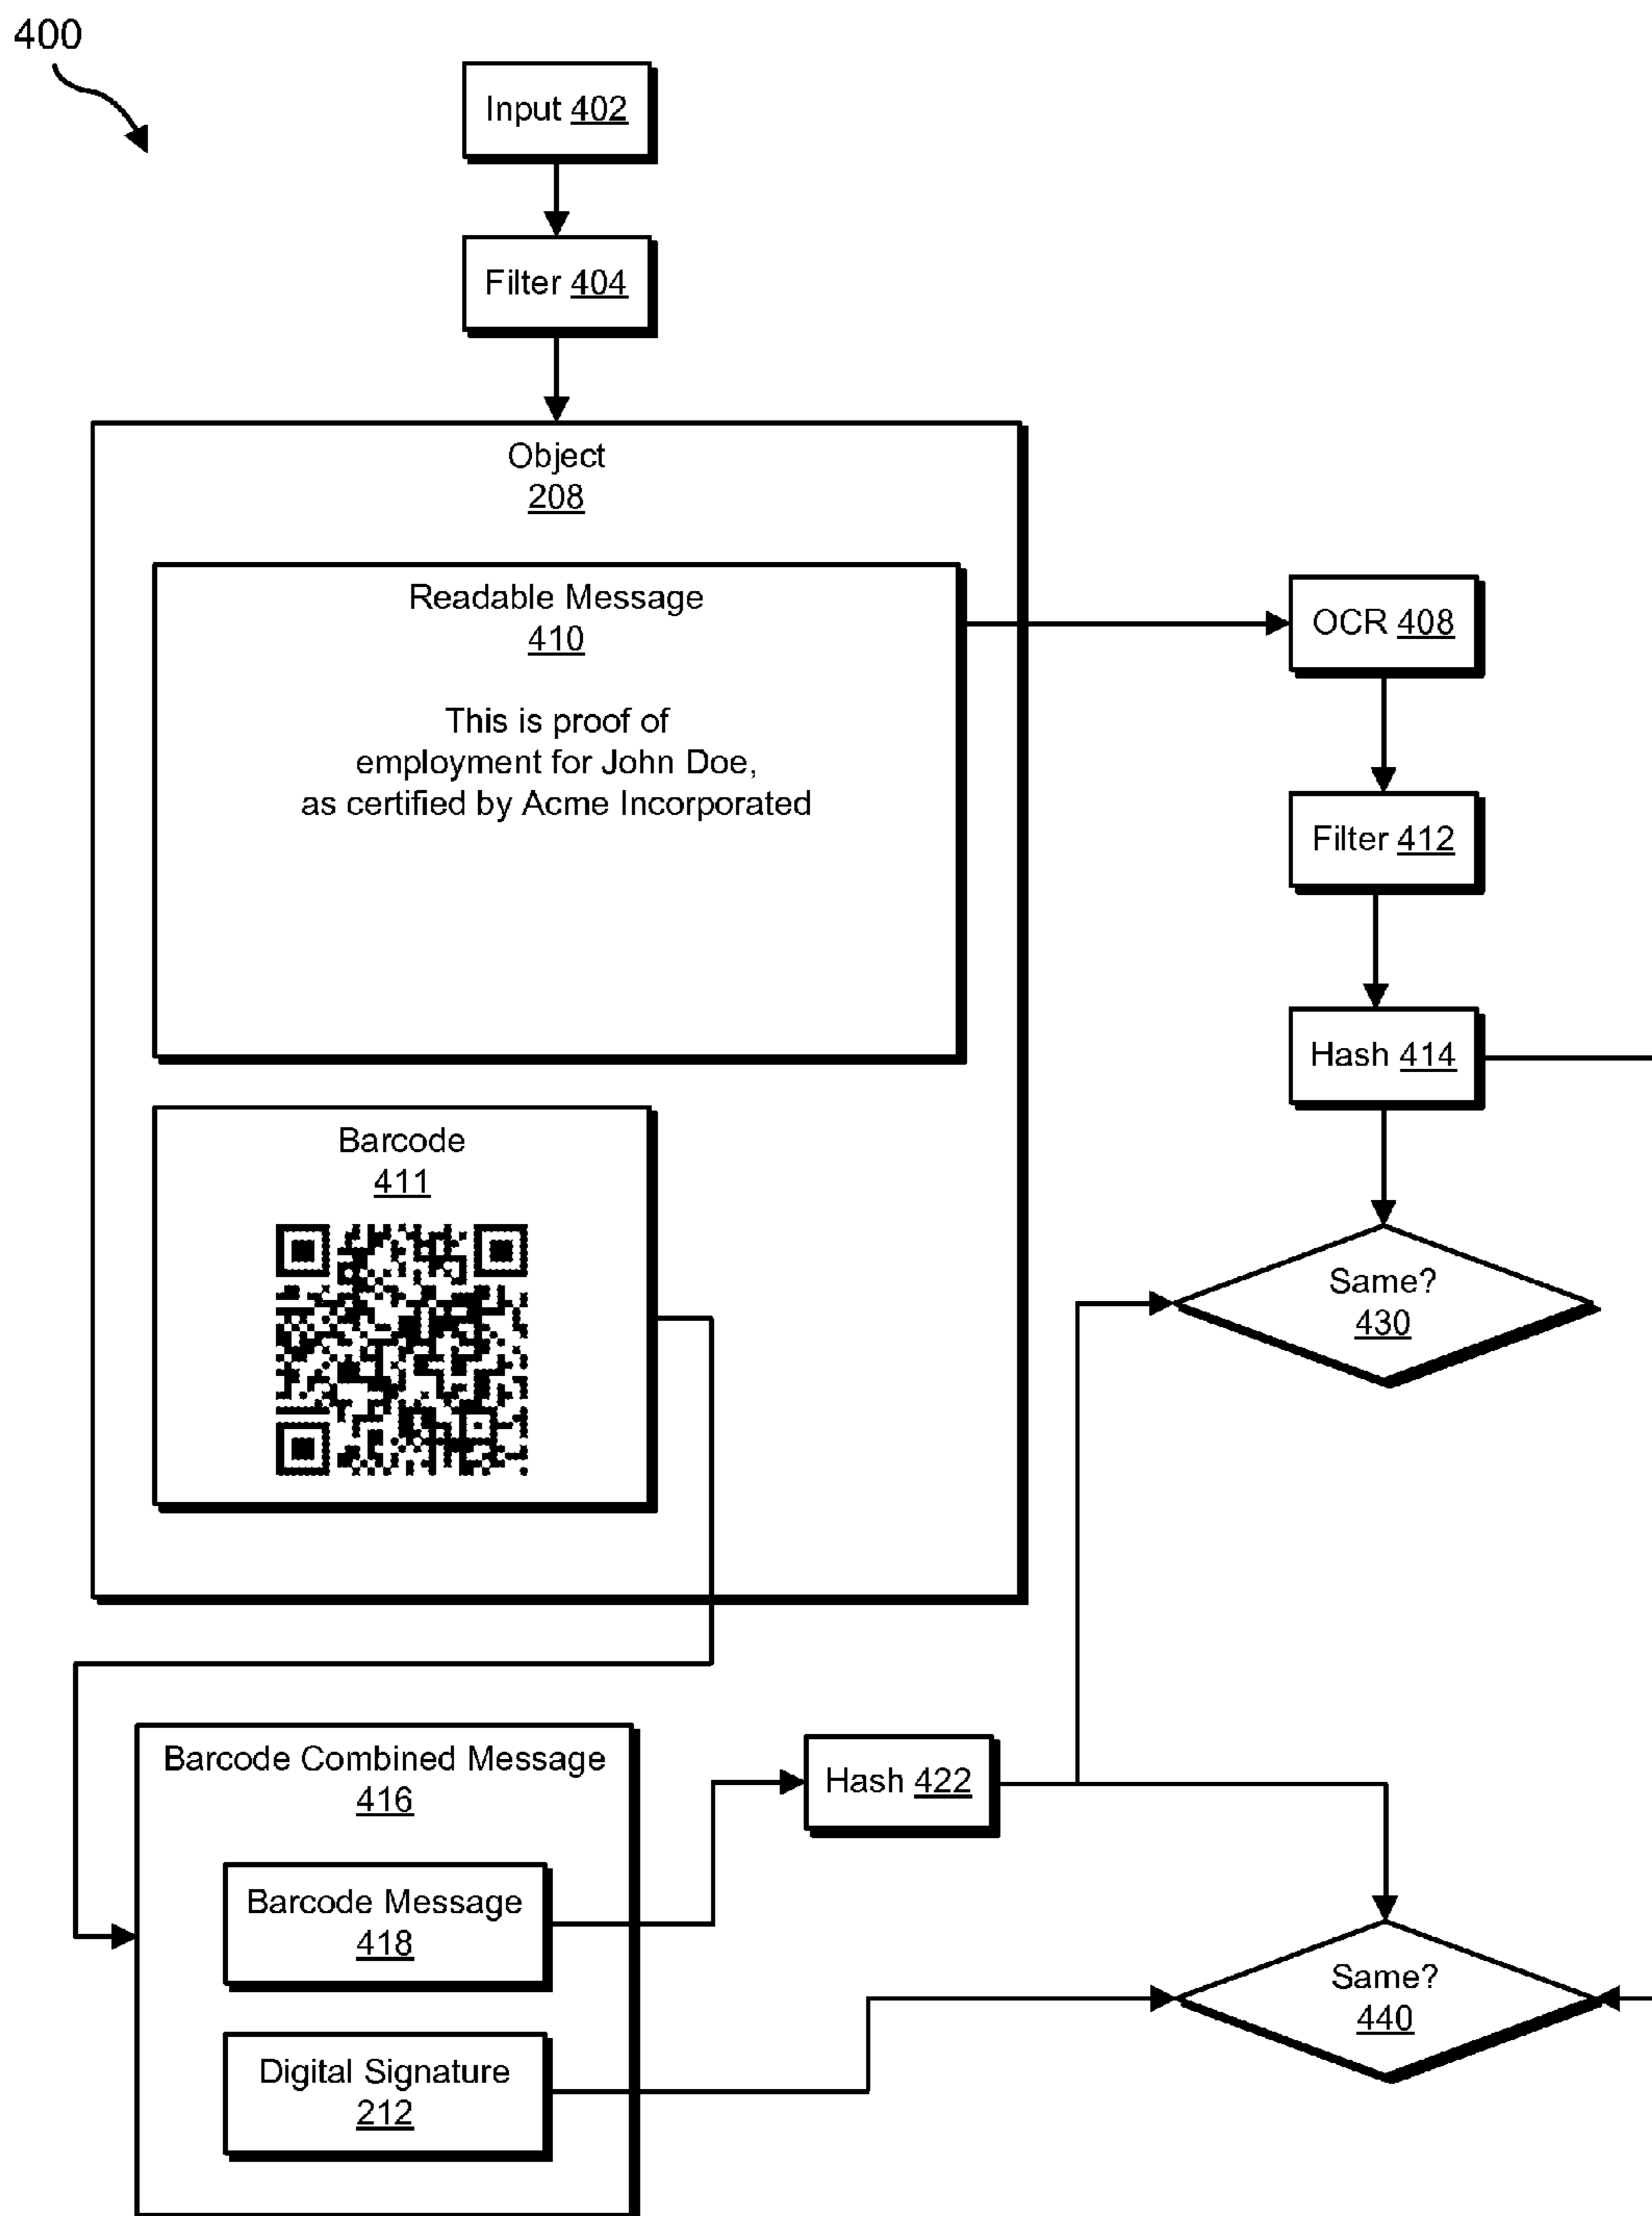 400
Input 402
Filter 404
Object
208
Readable Message
410
This is proof of
employment for John Doe,
as certified by Acme Incorporated
OCR 408
Filter 412
Hash 414
Barcode
411
Same?
430
Barcode Combined Message
416
Hash 422
Barcode Message
418
Same?
440
Digital Signature
212